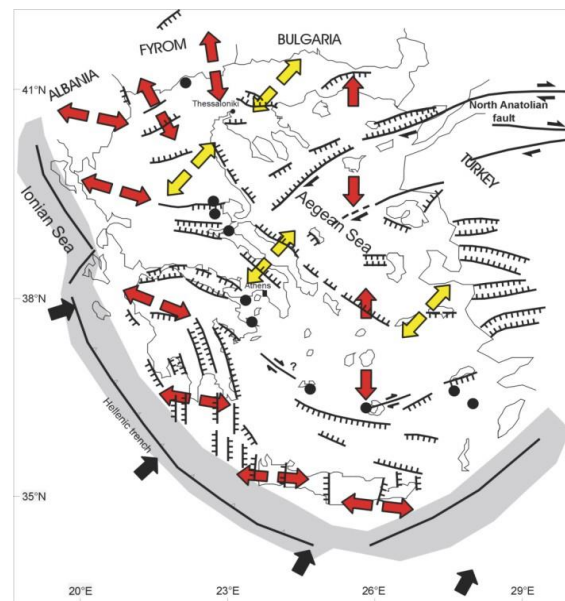 BULGARIA
FYROM
ALBANIA
41°N
Thessaloniki
North Anatolian
fault
TURKEY
Ionian Sea
Aegean Sea
38°N
Athens
?
Hellenic trench
35°N
20°E
23°E
26°E
29°E